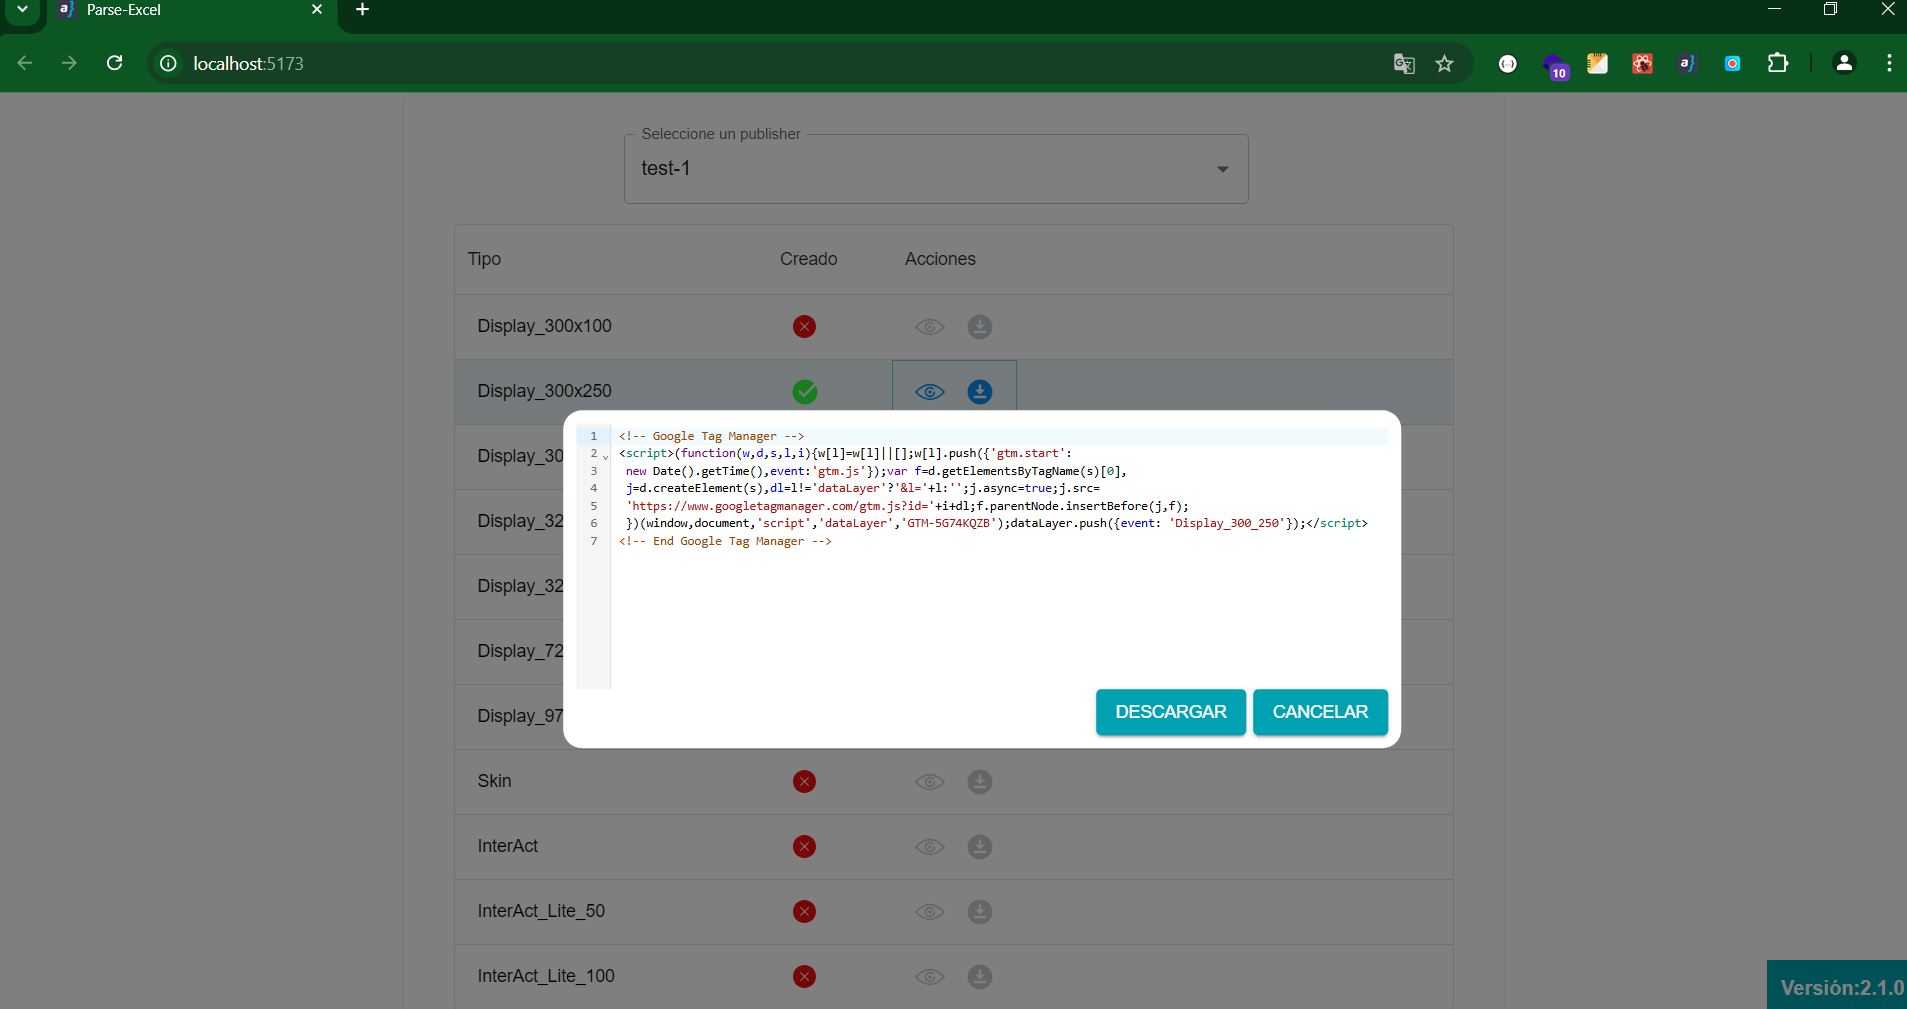 Parse-Excel
localhost:5173
10
Seleccione un publisher
test-1
Tipo Creado Acciones
Display_300x100
Display_300x250
Display_30
Display_32
Display_32
Display_72
Display_97
1 <!-- Google Tag Manager -->
2 <script>(function(w,d,s,l,i){w[l]=w[l]||[];w[l].push({'gtm.start':
3 new Date().getTime(),event:'gtm.js'});var f=d.getElementsByTagName(s)[0],
4 j=d.createElement(s),dl=l!='dataLayer'?'&l='+l:'';j.async=true;j.src=
5 'https://www.googletagmanager.com/gtm.js?id='+i+dl;f.parentNode.insertBefore(j,f);
6 })(window,document,'script','dataLayer','GTM-5G74KQZB');dataLayer.push({event: 'Display_300_250'});</script>
7 <!-- End Google Tag Manager -->
DESCARGAR CANCELAR
Skin
InterAct
InterAct_Lite_50
InterAct_Lite_100
Versión:2.1.0